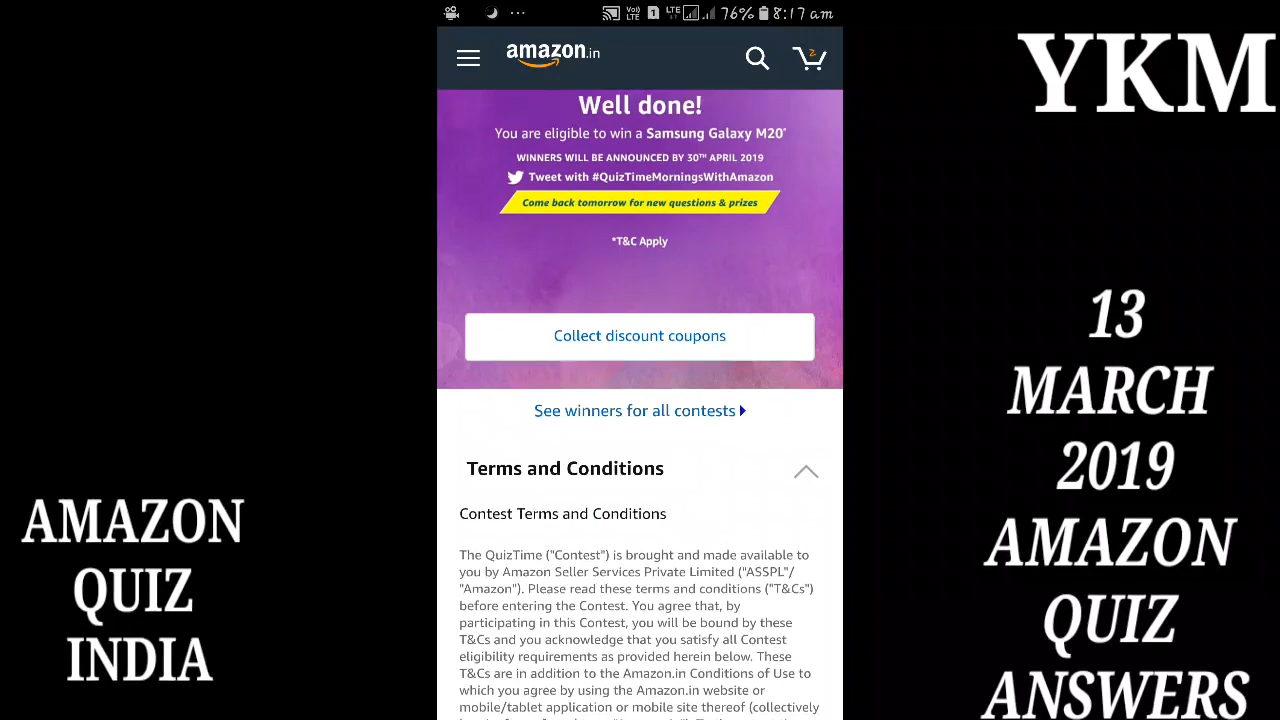 76% 8:17 am
amazon.in
2
Well done!
You are eligible to win a Samsung Galaxy M20*
WINNERS WILL BE ANNOUNCED BY 30TH APRIL 2019
Tweet with #QuizTimeMorningsWithAmazon
Come back tomorrow for new questions & prizes
*T&C Apply
Collect discount coupons
See winners for all contests
Terms and Conditions
Contest Terms and Conditions
The QuizTime ("Contest") is brought and made available to
you by Amazon Seller Services Private Limited ("ASSPL"/
"Amazon"). Please read these terms and conditions ("T&Cs")
before entering the Contest. You agree that, by
participating in this Contest, you will be bound by these
T&Cs and you acknowledge that you satisfy all Contest
eligibility requirements as provided herein below. These
T&Cs are in addition to the Amazon.in Conditions of Use to
which you agree by using the Amazon.in website or
mobile/tablet application or mobile site thereof (collectively
AMAZON
QUIZ
INDIA
YKM
13
MARCH
2019
AMAZON
QUIZ
ANSWERS